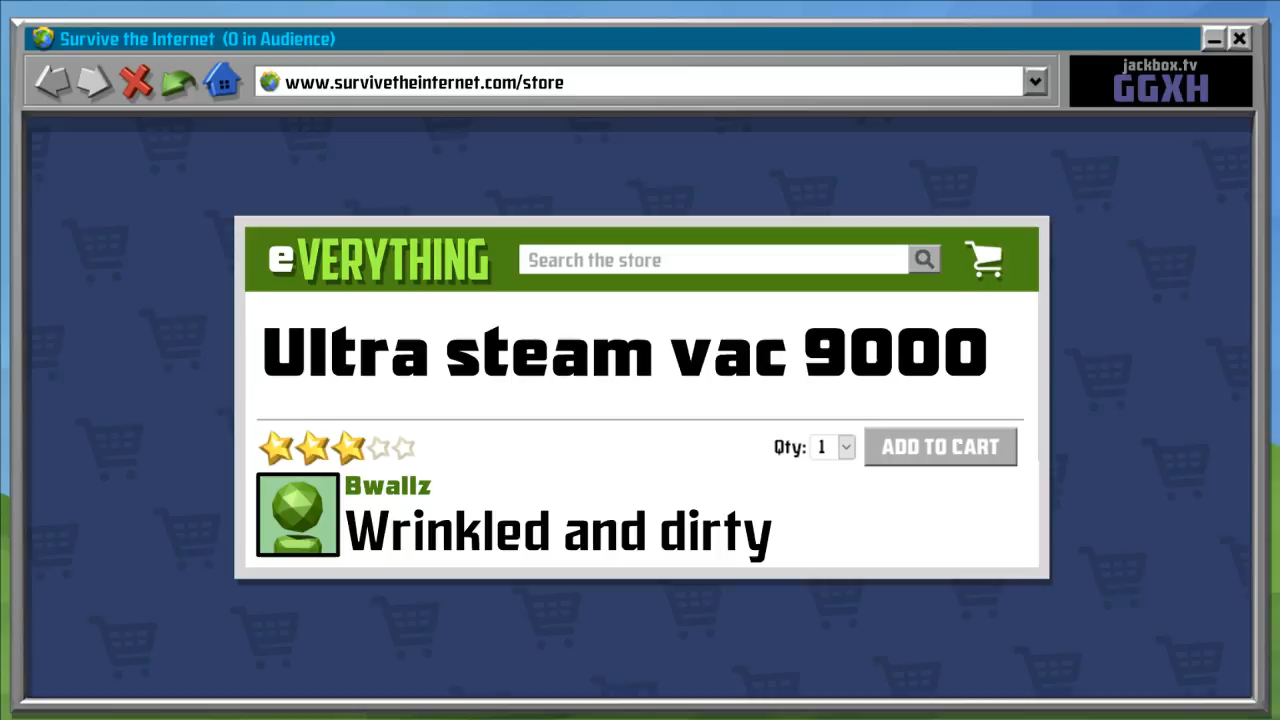 Survive the Internet (0 in Audience)
www.survivetheinternet.com/store
jackbox.tv
GGXH
eVERYTHING
Search the store
Ultra steam vac 9000
Qty: 1
ADD TO CART
Bwallz
Wrinkled and dirty